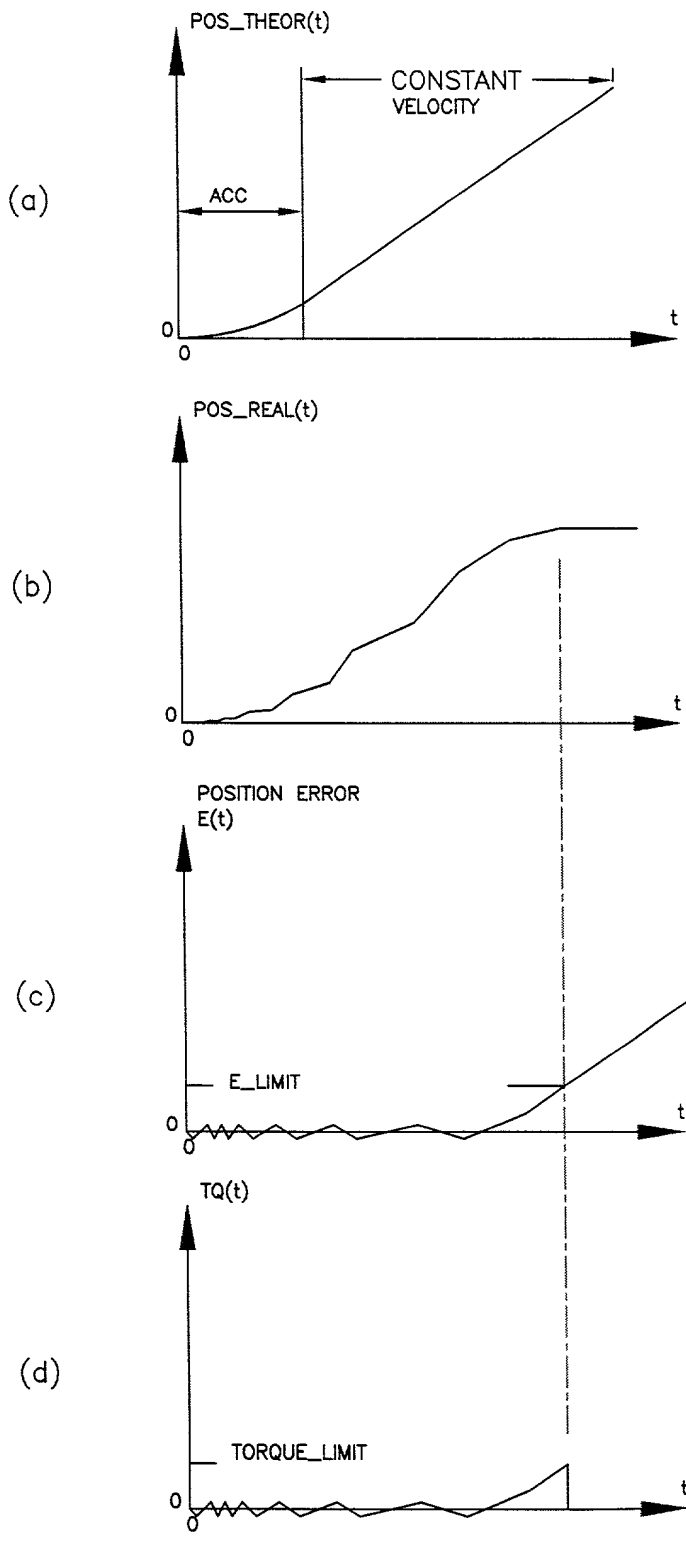 POS_THEOR(t)
CONSTANT
VELOCITY
(a)
ACC
t
0
0
POS_REAL(t)
(b)
t
0
0
POSITION ERROR
E(t)
(c)
E_LIMIT
t
0
0
TQ(t)
(d)
TORQUE_LIMIT
t
0
0